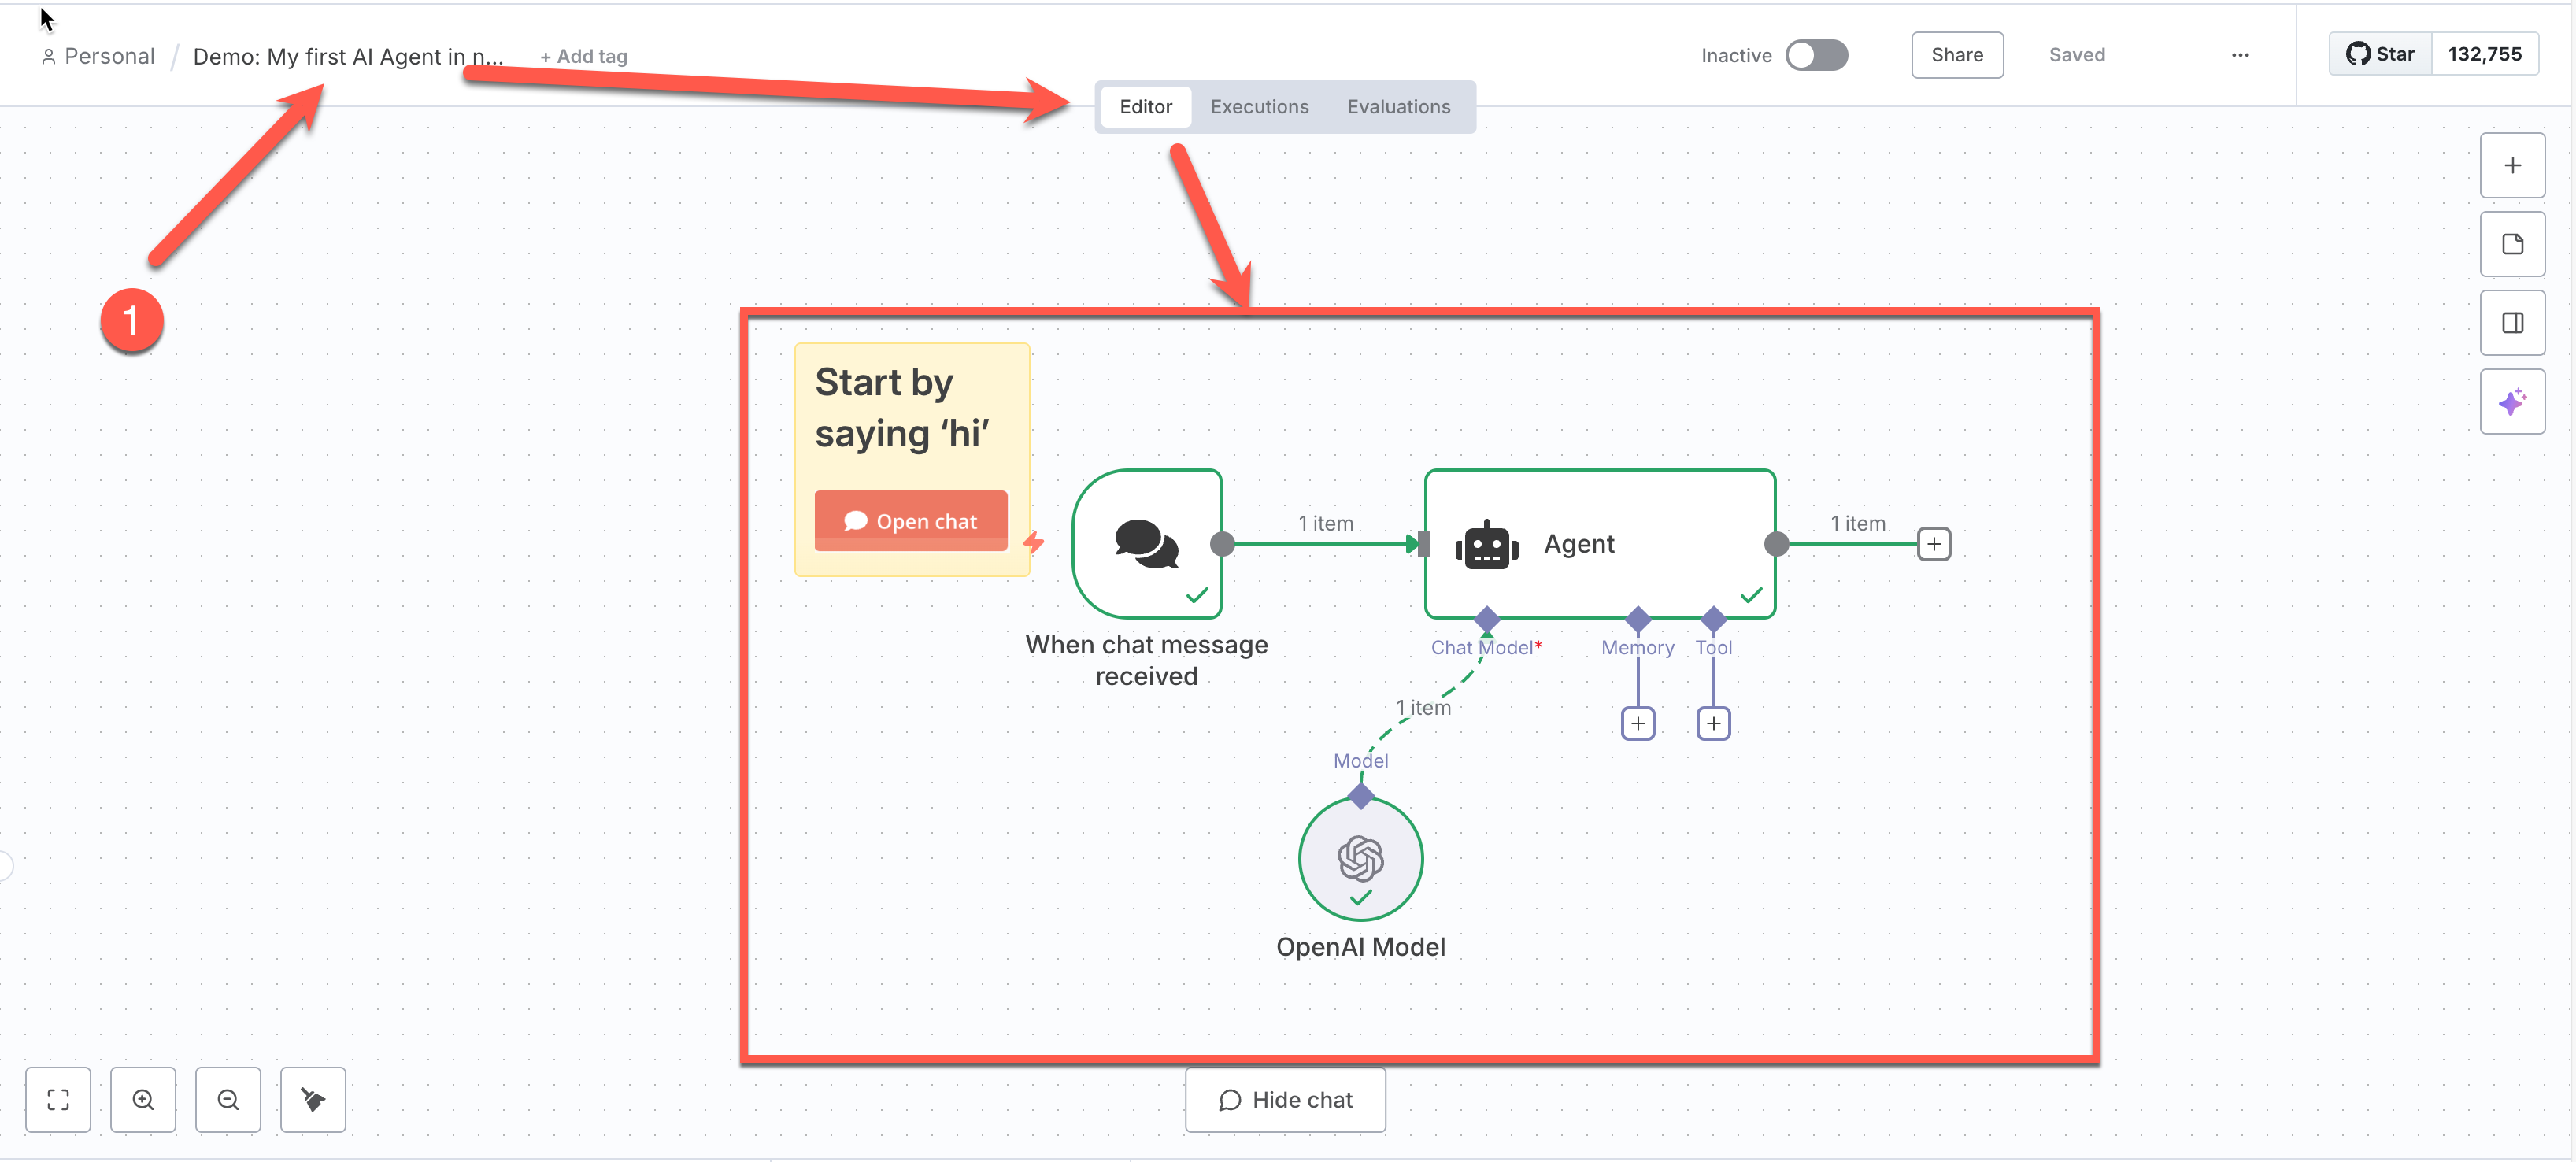 Personal / Demo: My first AI Agent in n... + Add tag
Inactive Share Saved ... Star 132,755
Editor Executions Evaluations
1
Start by
saying ‘hi’
Open chat
1 item
Agent
1 item
When chat message
received
Chat Model*
Memory
Tool
1 item
Model
OpenAI Model
Hide chat